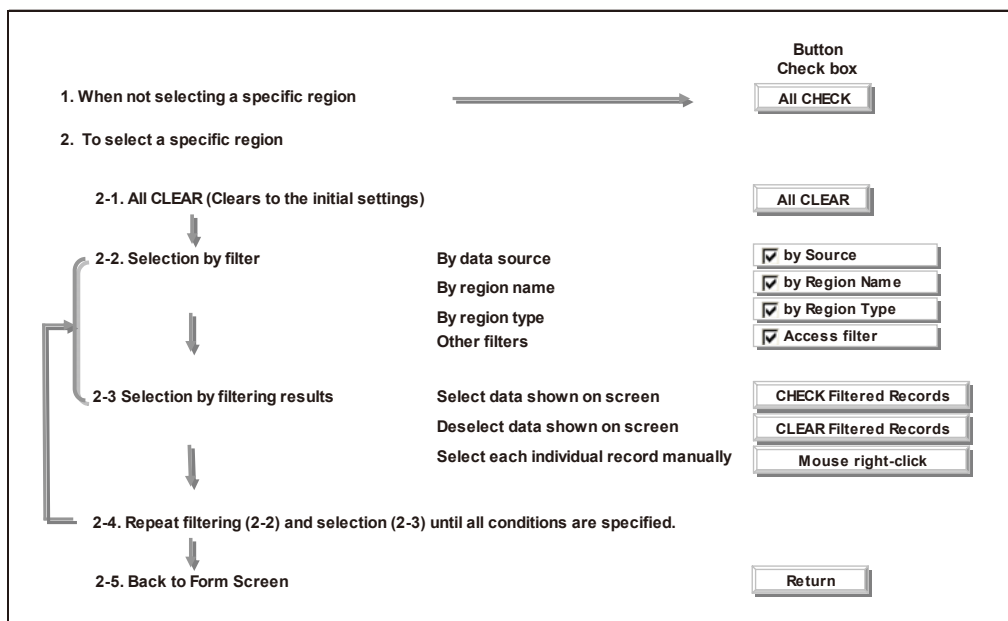 Button
Check box
1. When not selecting a specific region
All CHECK
2. To select a specific region
2-1. All CLEAR (Clears to the initial settings)
All CLEAR
2-2. Selection by filter
By data source
by Source
By region name
by Region Name
By region type
by Region Type
Other filters
Access filter
2-3 Selection by filtering results
Select data shown on screen
CHECK Filtered Records
Deselect data shown on screen
CLEAR Filtered Records
Select each individual record manually
Mouse right-click
2-4. Repeat filtering (2-2) and selection (2-3) until all conditions are specified.
2-5. Back to Form Screen
Return